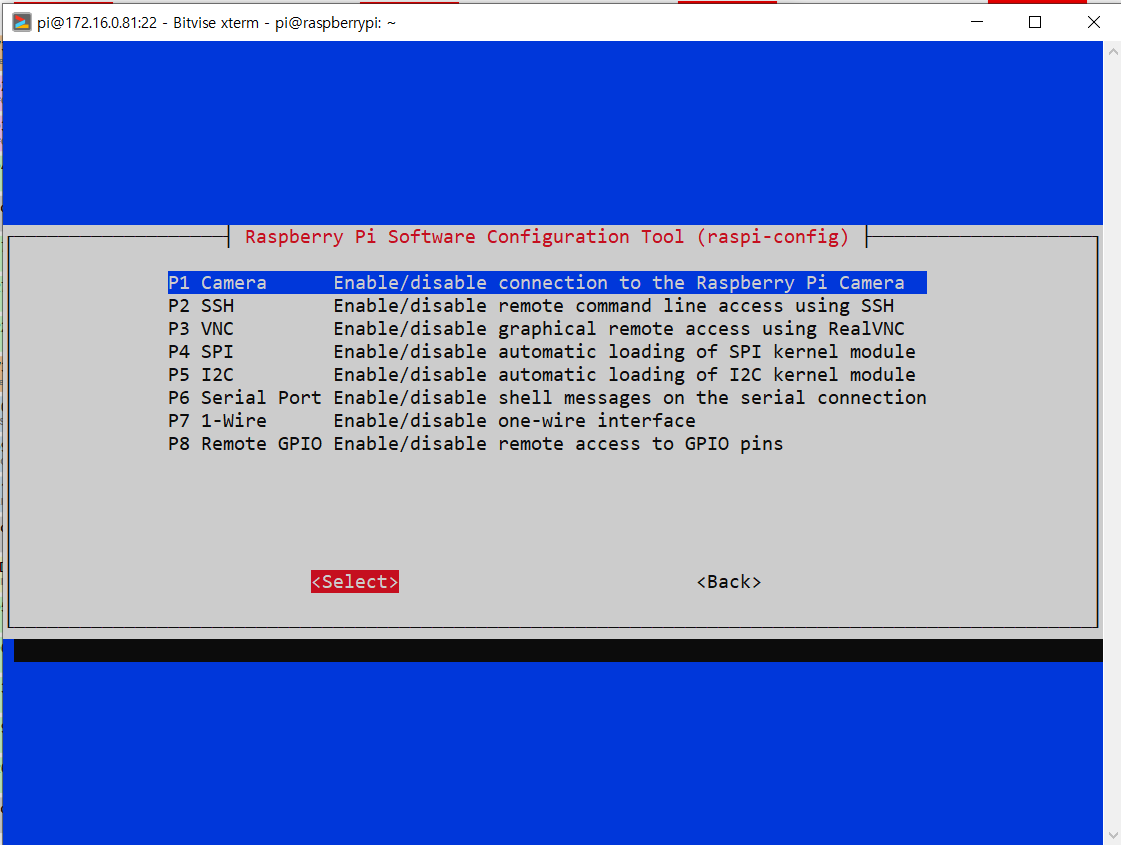 pi@172.16.0.81:22 - Bitvise xterm - pi@raspberrypi: ~
Raspberry Pi Software Configuration Tool (raspi-config)
P1 Camera Enable/disable connection to the Raspberry Pi Camera
P2 SSH Enable/disable remote command line access using SSH
P3 VNC Enable/disable graphical remote access using RealVNC
P4 SPI Enable/disable automatic loading of SPI kernel module
P5 I2C Enable/disable automatic loading of I2C kernel module
P6 Serial Port Enable/disable shell messages on the serial connection
P7 1-Wire Enable/disable one-wire interface
P8 Remote GPIO Enable/disable remote access to GPIO pins
<Select> <Back>